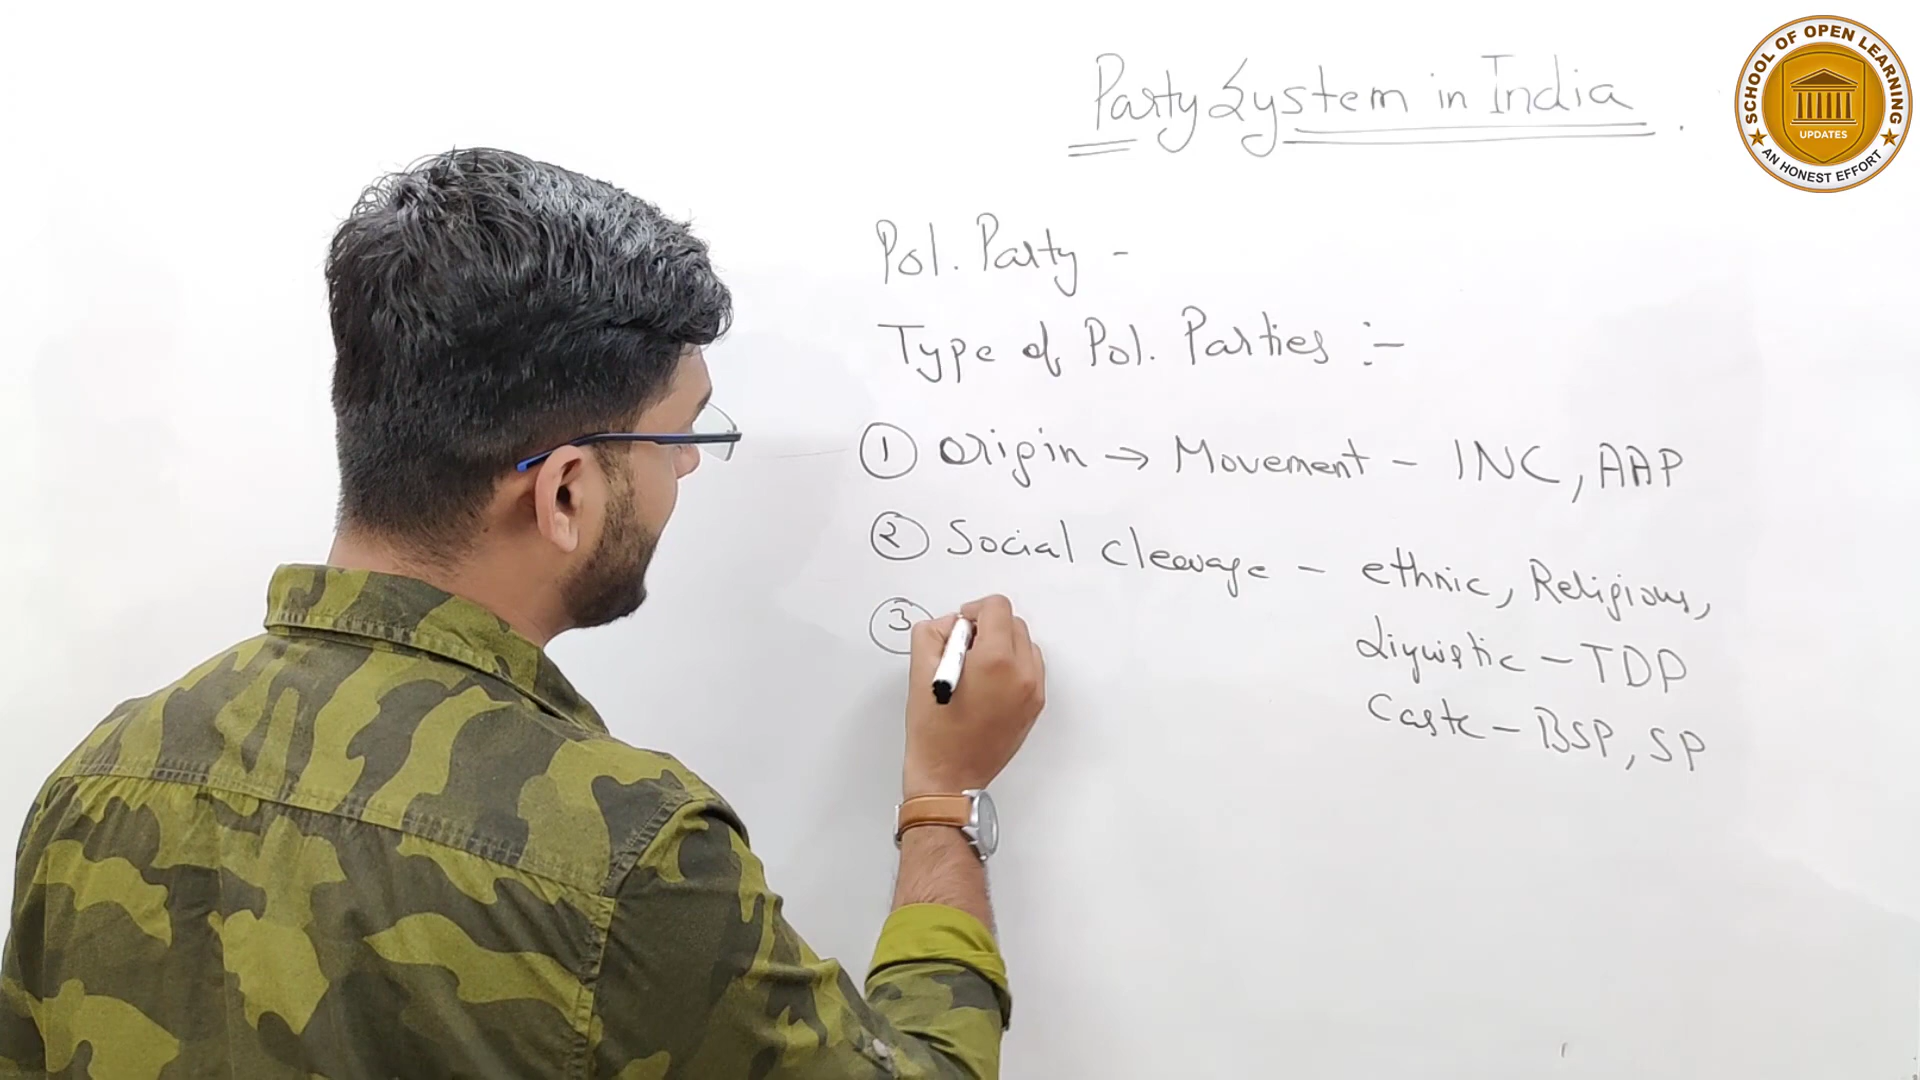 Party System in India
SCHOOL OF OPEN LEARNING
UPDATES
AN HONEST EFFORT
Pol. Party -
Type of Pol. Parties :-
① Origin → Movement - INC, AAP
② Social cleavage - ethnic, Religious,
Liguistic - TDP
Caste - BSP, SP
③